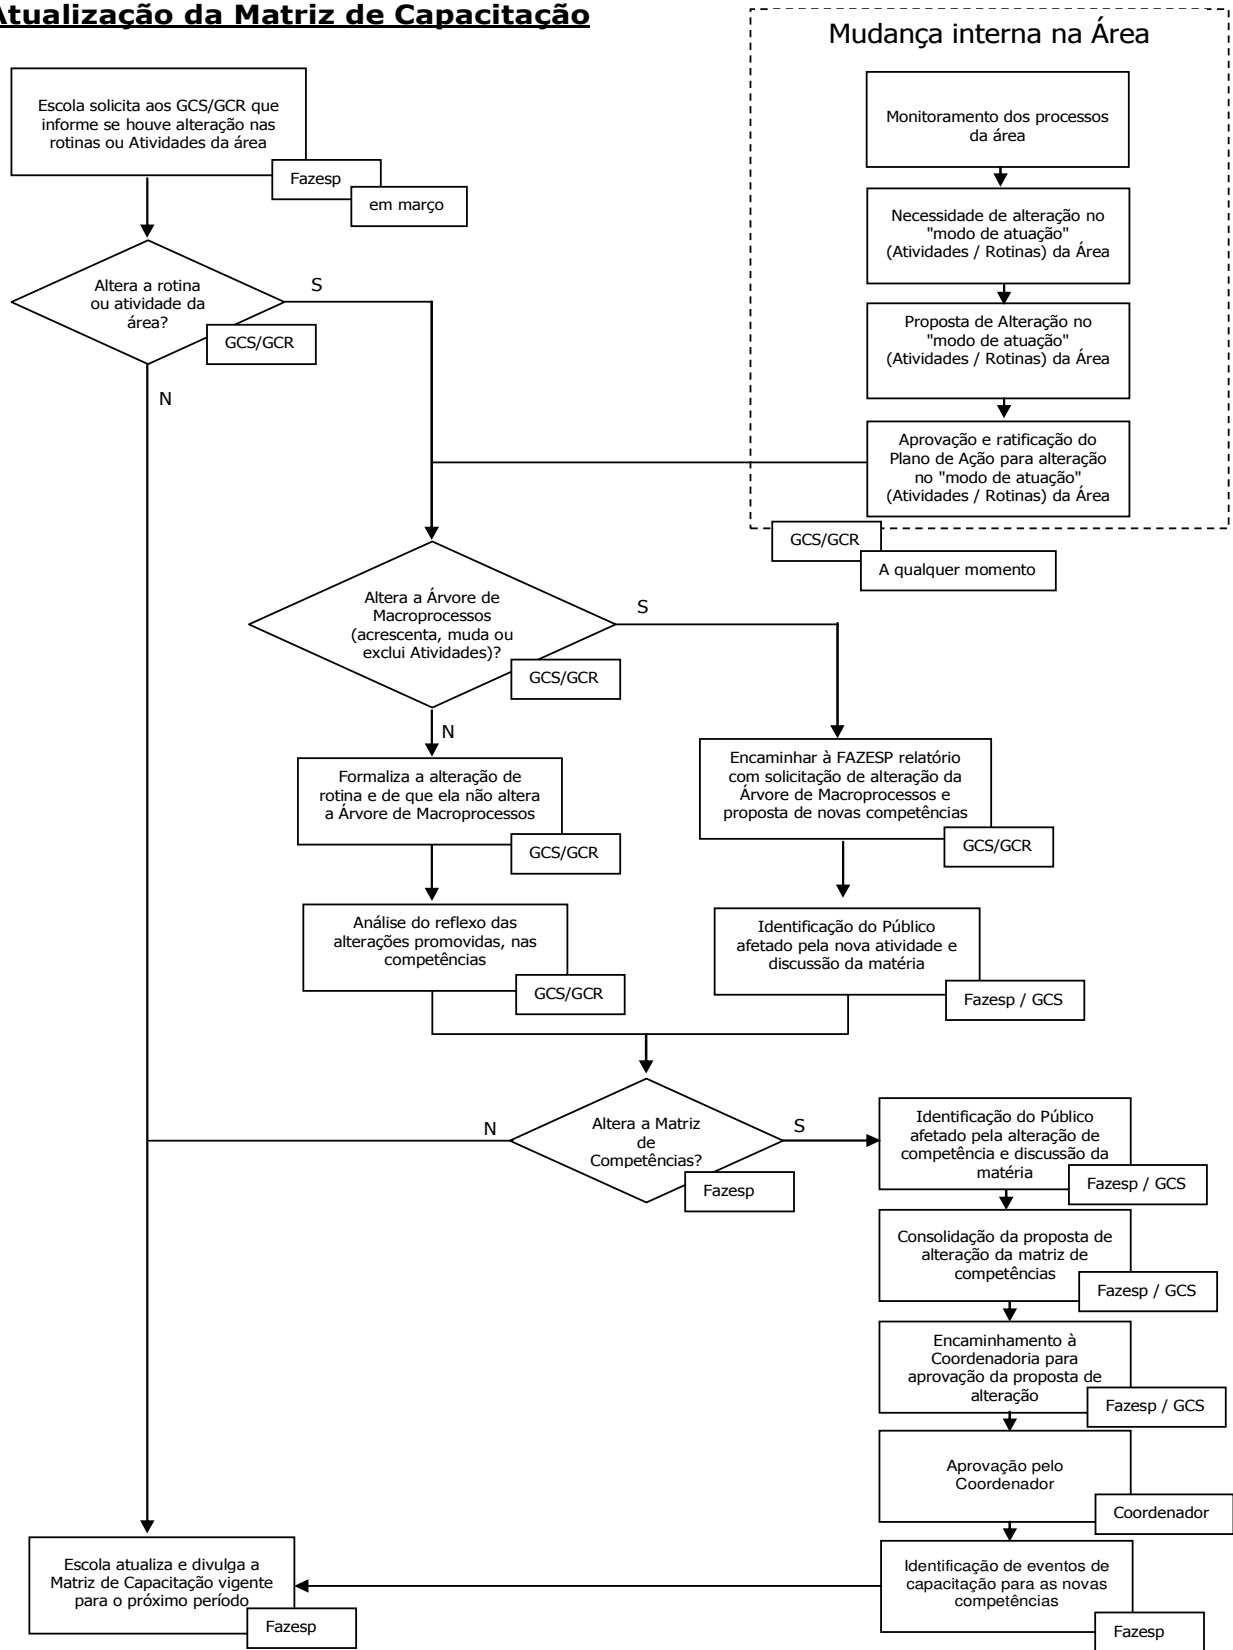 Atualização da Matriz de Capacitação
Mudança interna na Área
Escola solicita aos GCS/GCR que
informe se houve alteração nas
rotinas ou Atividades da área
Fazesp
em março
Monitoramento dos processos
da área
Necessidade de alteração no
"modo de atuação"
(Atividades / Rotinas) da Área
Altera a rotina
ou atividade da
área?
S
GCS/GCR
N
Proposta de Alteração no
"modo de atuação"
(Atividades / Rotinas) da Área
Aprovação e ratificação do
Plano de Ação para alteração
no "modo de atuação"
(Atividades / Rotinas) da Área
GCS/GCR
A qualquer momento
Altera a Árvore de
Macroprocessos
(acrescenta, muda ou
exclui Atividades)?
S
GCS/GCR
N
Formaliza a alteração de
rotina e de que ela não altera
a Árvore de Macroprocessos
GCS/GCR
Encaminhar à FAZESP relatório
com solicitação de alteração da
Árvore de Macroprocessos e
proposta de novas competências
GCS/GCR
Análise do reflexo das
alterações promovidas, nas
competências
GCS/GCR
Identificação do Público
afetado pela nova atividade e
discussão da matéria
Fazesp / GCS
N
Altera a Matriz
de
Competências?
S
Fazesp
Identificação do Público
afetado pela alteração de
competência e discussão da
matéria
Fazesp / GCS
Consolidação da proposta de
alteração da matriz de
competências
Fazesp / GCS
Encaminhamento à
Coordenadoria para
aprovação da proposta de
alteração
Fazesp / GCS
Aprovação pelo
Coordenador
Coordenador
Escola atualiza e divulga a
Matriz de Capacitação vigente
para o próximo período
Fazesp
Identificação de eventos de
capacitação para as novas
competências
Fazesp